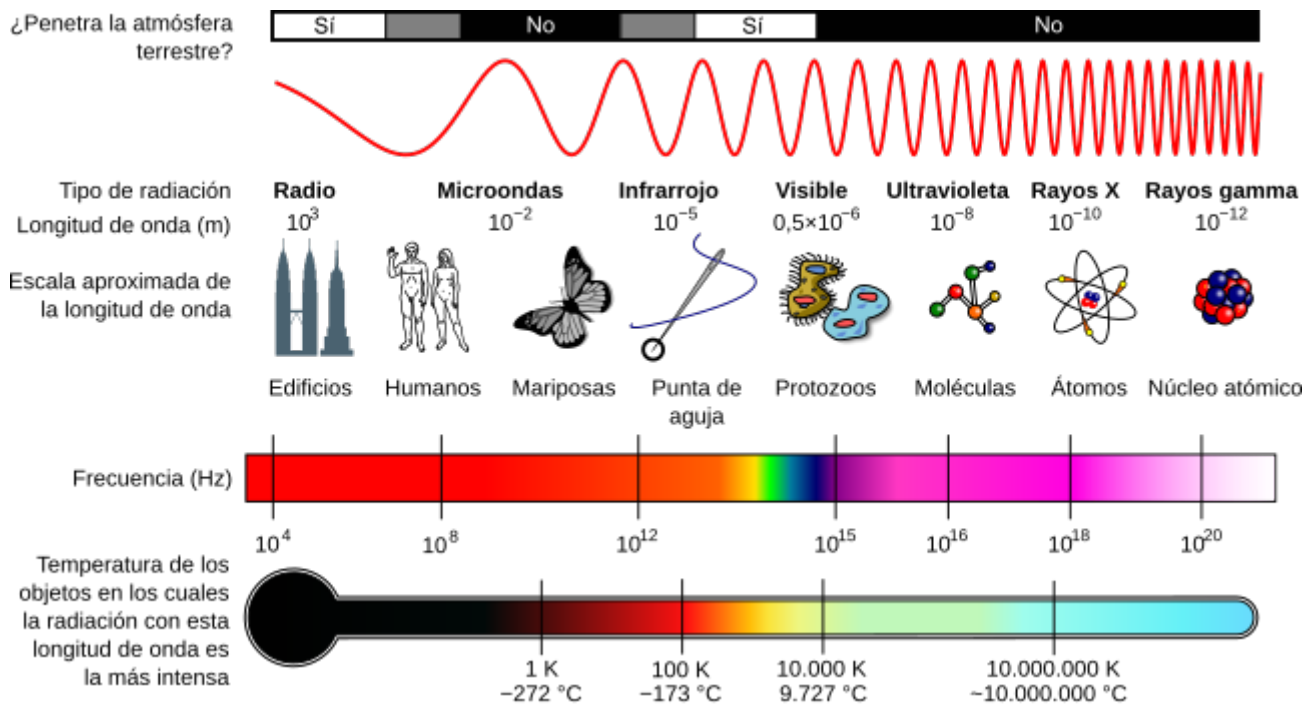 ¿Penetra la atmósfera
terrestre?
Sí No Sí No
Tipo de radiación Radio Microondas Infrarrojo Visible Ultravioleta Rayos X Rayos gamma
Longitud de onda (m) 10³ 10⁻² 10⁻⁵ 0,5×10⁻⁶ 10⁻⁸ 10⁻¹⁰ 10⁻¹²
Escala aproximada de
la longitud de onda
Edificios Humanos Mariposas Punta de Protozoos Moléculas Átomos Núcleo atómico
aguja
Frecuencia (Hz)
10⁴ 10⁸ 10¹² 10¹⁵ 10¹⁶ 10¹⁸ 10²⁰
Temperatura de los
objetos en los cuales
la radiación con esta
longitud de onda es
la más intensa
1 K 100 K 10.000 K 10.000.000 K
−272 °C −173 °C 9.727 °C ~10.000.000 °C